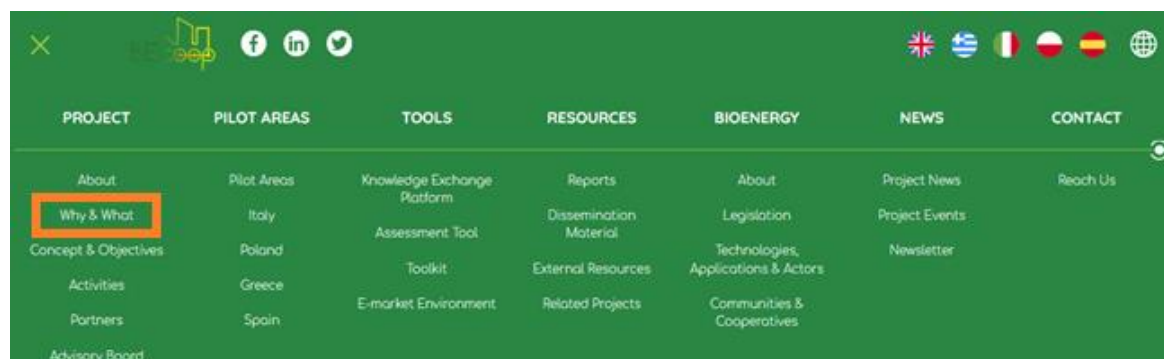 BECoop
PROJECT
PILOT AREAS
TOOLS
RESOURCES
BIOENERGY
NEWS
CONTACT
About
Why & What
Concept & Objectives
Activities
Partners
Advisory Board
Pilot Areas
Italy
Poland
Greece
Spain
Knowledge Exchange
Platform
Assessment Tool
Toolkit
E-market Environment
Reports
Dissemination
Material
External Resources
Related Projects
About
Legislation
Technologies,
Applications & Actors
Communities &
Cooperatives
Project News
Project Events
Newsletter
Reach Us